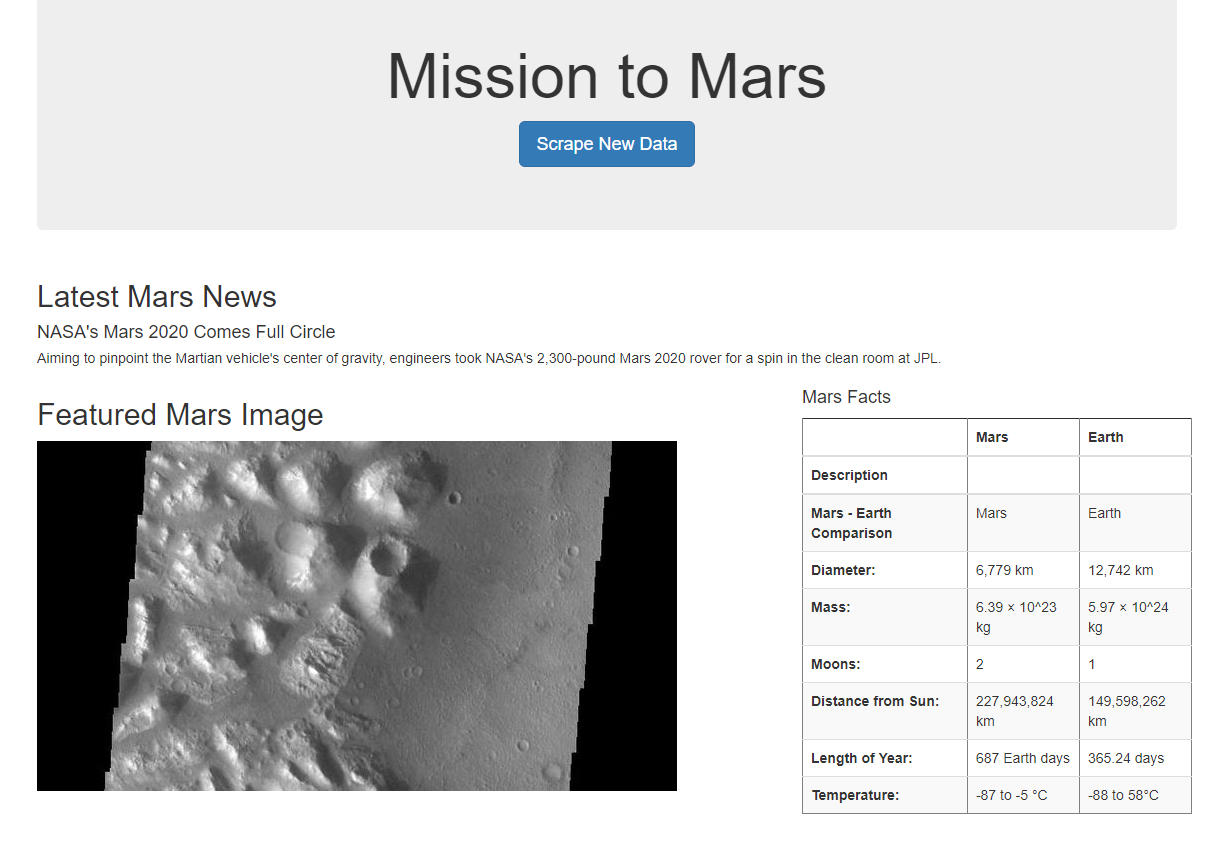 Mission to Mars
Scrape New Data
Latest Mars News
NASA's Mars 2020 Comes Full Circle
Aiming to pinpoint the Martian vehicle's center of gravity, engineers took NASA's 2,300-pound Mars 2020 rover for a spin in the clean room at JPL.
Featured Mars Image
Mars Facts
Mars Earth
Description
Mars - Earth
Comparison Mars Earth
Diameter: 6,779 km 12,742 km
Mass: 6.39 × 10^23
kg 5.97 × 10^24
kg
Moons: 2 1
Distance from Sun: 227,943,824
km 149,598,262
km
Length of Year: 687 Earth days 365.24 days
Temperature: -87 to -5 °C -88 to 58°C